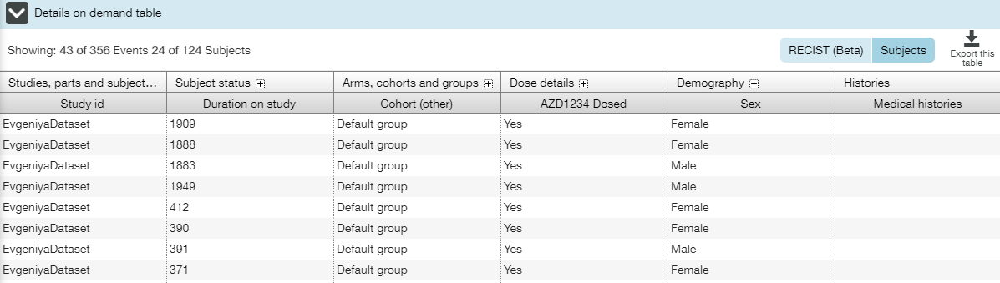 Details on demand table
Showing: 43 of 356 Events 24 of 124 Subjects
RECIST (Beta) Subjects Export this table
Studies, parts and subject... Subject status Arms, cohorts and groups Dose details Demography Histories
Study id Duration on study Cohort (other) AZD1234 Dosed Sex Medical histories
EvgeniyaDataset 1909 Default group Yes Female
EvgeniyaDataset 1888 Default group Yes Female
EvgeniyaDataset 1883 Default group Yes Male
EvgeniyaDataset 1949 Default group Yes Male
EvgeniyaDataset 412 Default group Yes Female
EvgeniyaDataset 390 Default group Yes Female
EvgeniyaDataset 391 Default group Yes Male
EvgeniyaDataset 371 Default group Yes Female